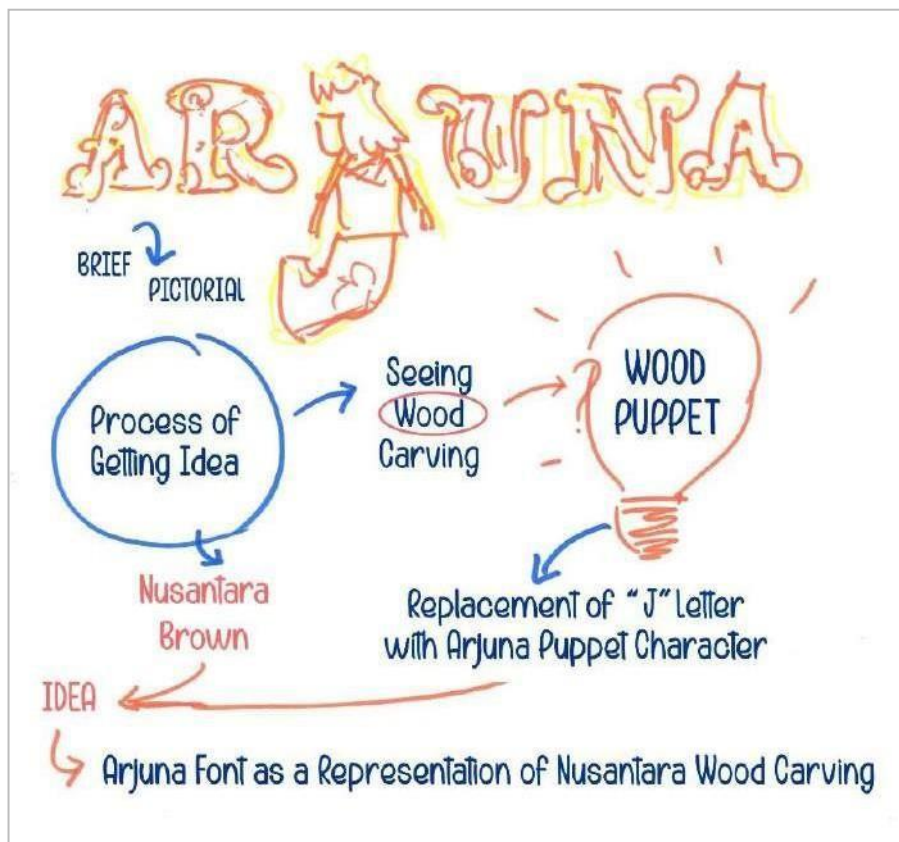 ARJUNA
BRIEF
PICTORIAL
Process of
Getting Idea
Seeing
Wood
Carving
WOOD
PUPPET
Nusantara
Brown
Replacement of "J" Letter
with Arjuna Puppet Character
IDEA
Arjuna Font as a Representation of Nusantara Wood Carving